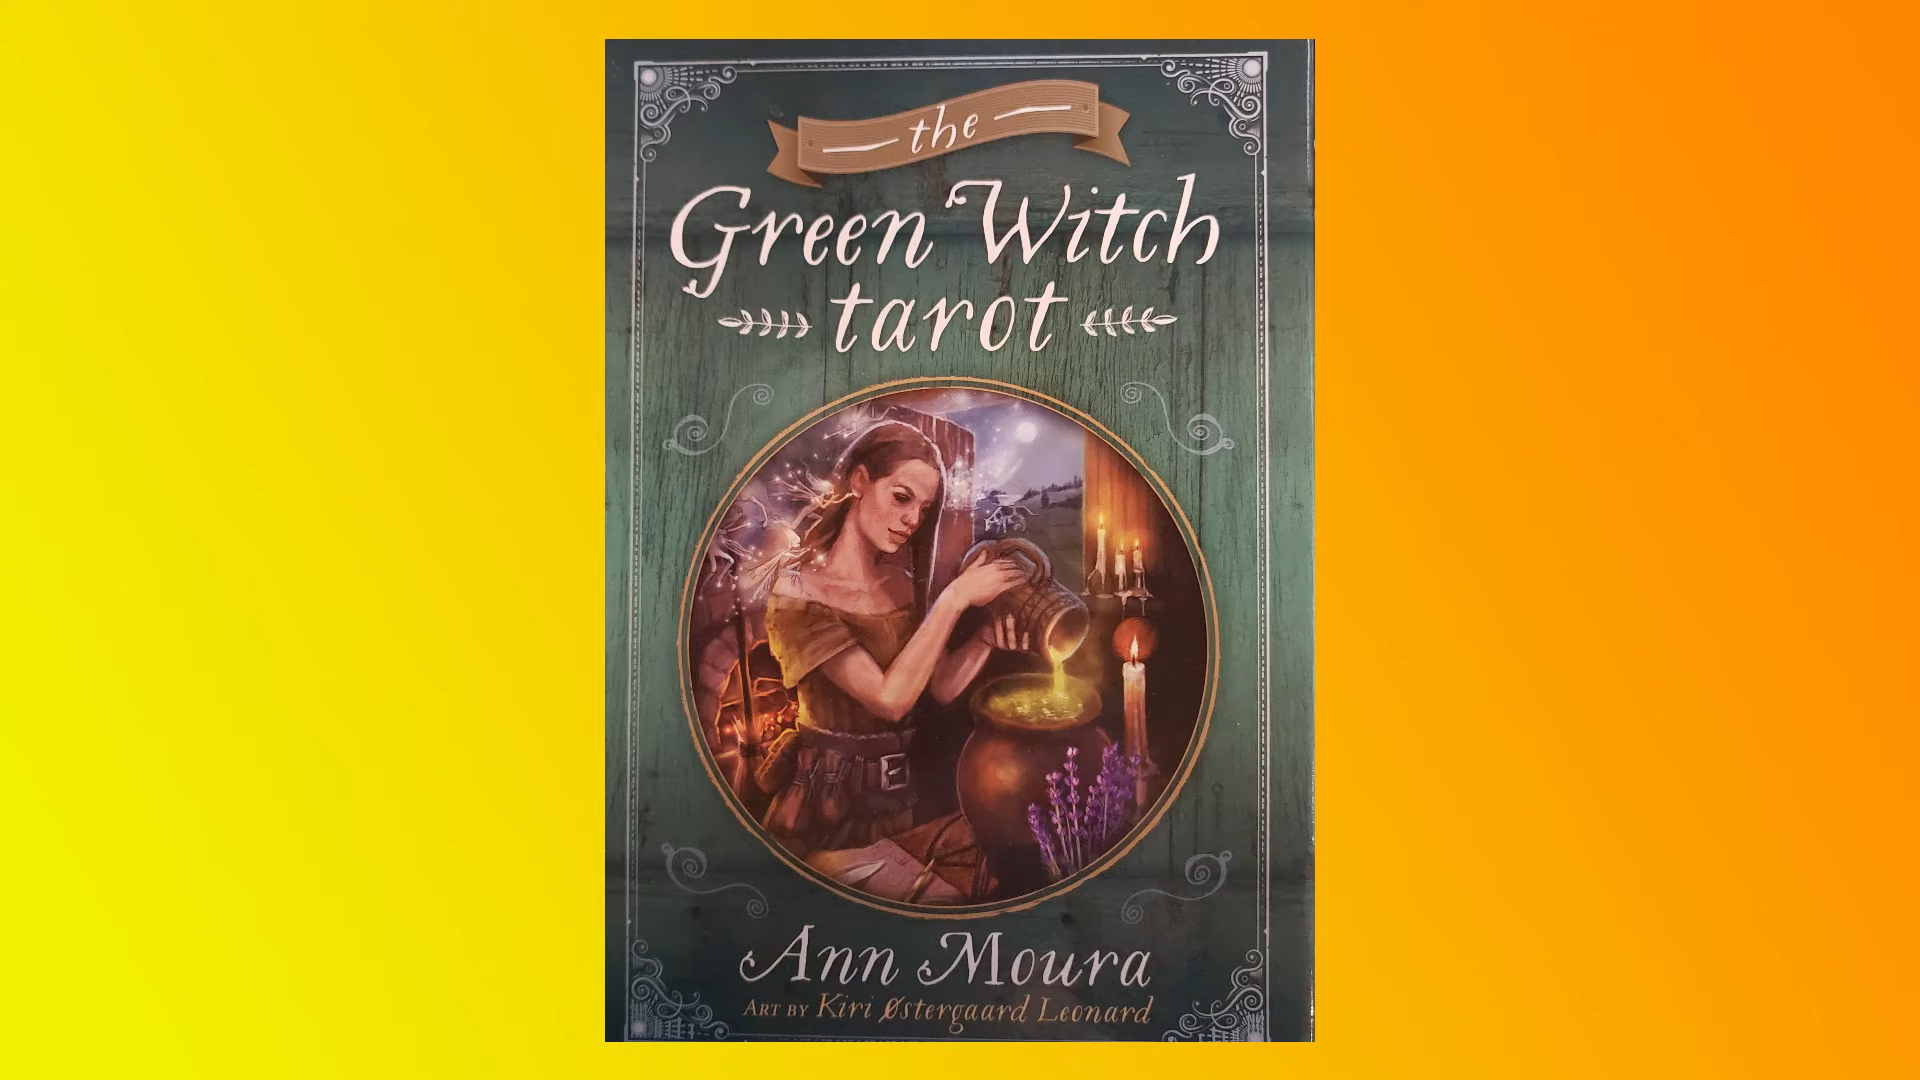 the
Green Witch
tarot
Ann Moura
Art by Kiri Østergaard Leonard